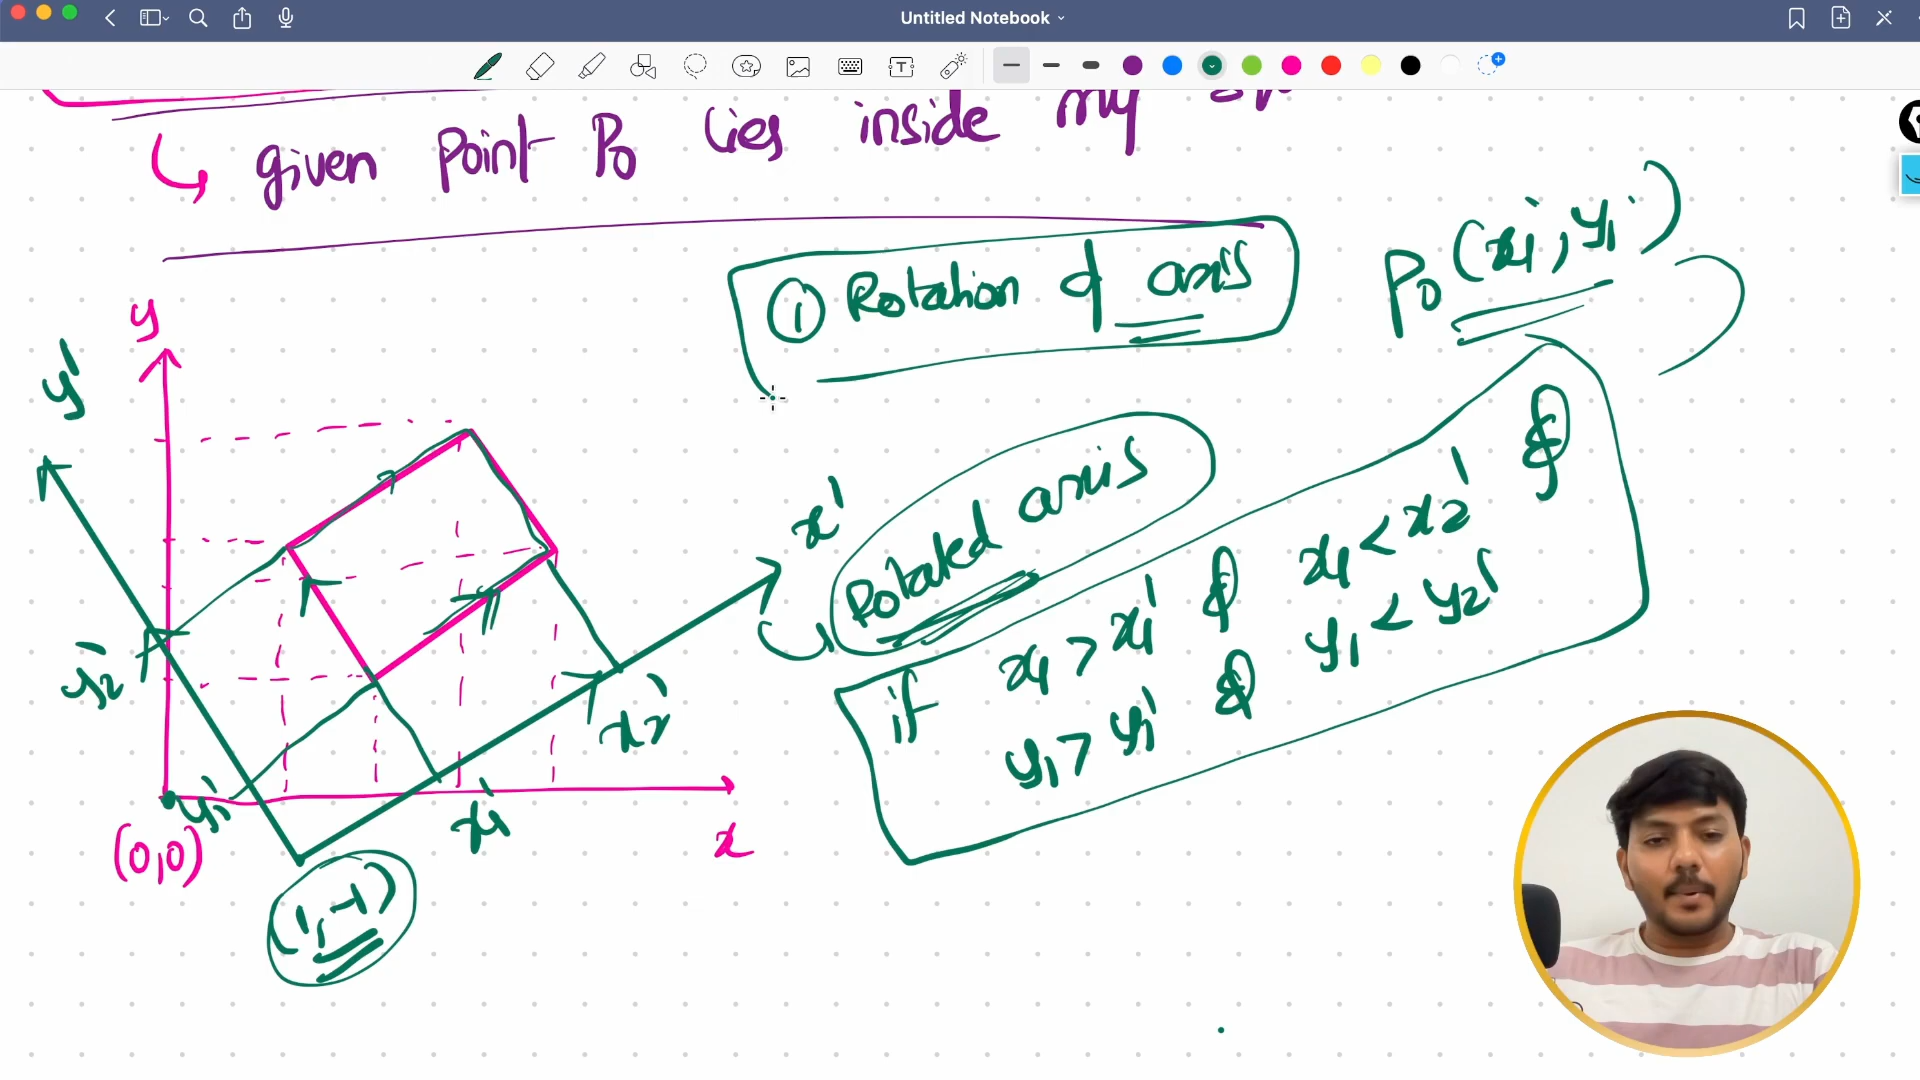 Untitled Notebook
T
given Point P0 lies inside my
① Rotation of axis
P0 (x1', y1')
y
y'
Rotated axis
x'
if x1 > x1' & x1 < x2' &
y1 > y1' & y1 < y2'
y2'
x2'
y1'
x1'
x
(0,0)
(1,-1)